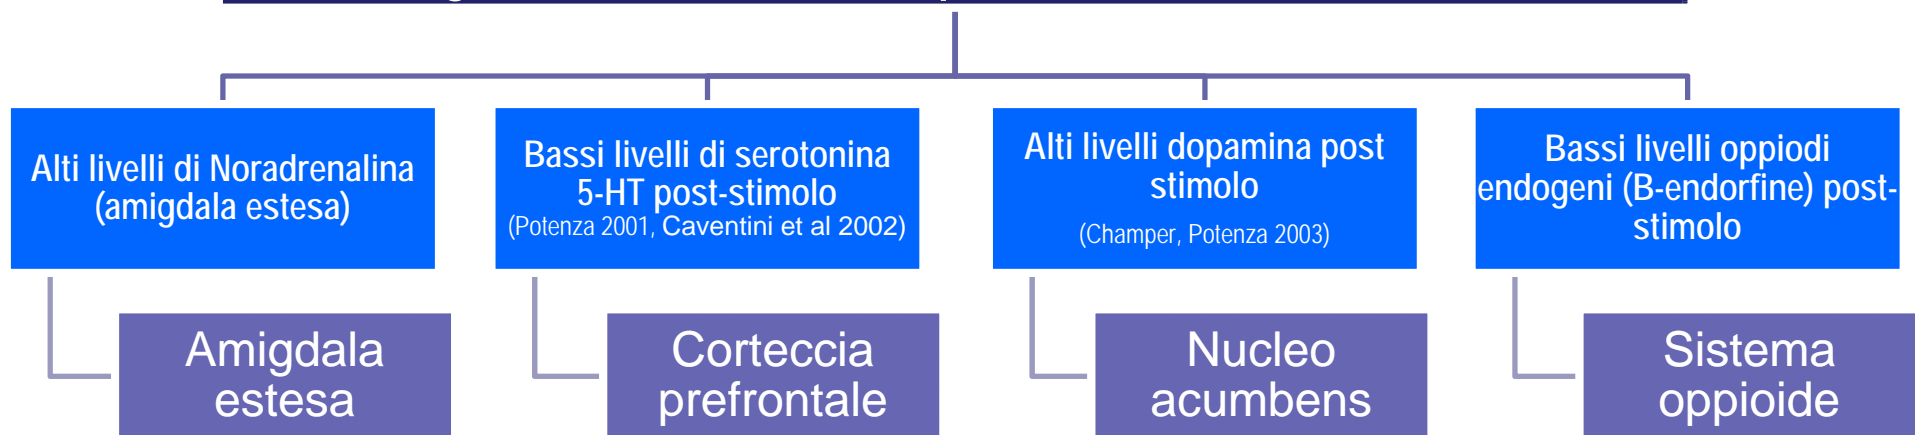 Alti livelli di Noradrenalina
(amigdala estesa)
Bassi livelli di serotonina
5-HT post-stimolo
(Potenza 2001, Caventini et al 2002)
Alti livelli dopamina post
stimolo
(Champer, Potenza 2003)
Bassi livelli oppiodi
endogeni (B-endorfine) post-
stimolo
Amigdala
estesa
Corteccia
prefrontale
Nucleo
acumbens
Sistema
oppioide